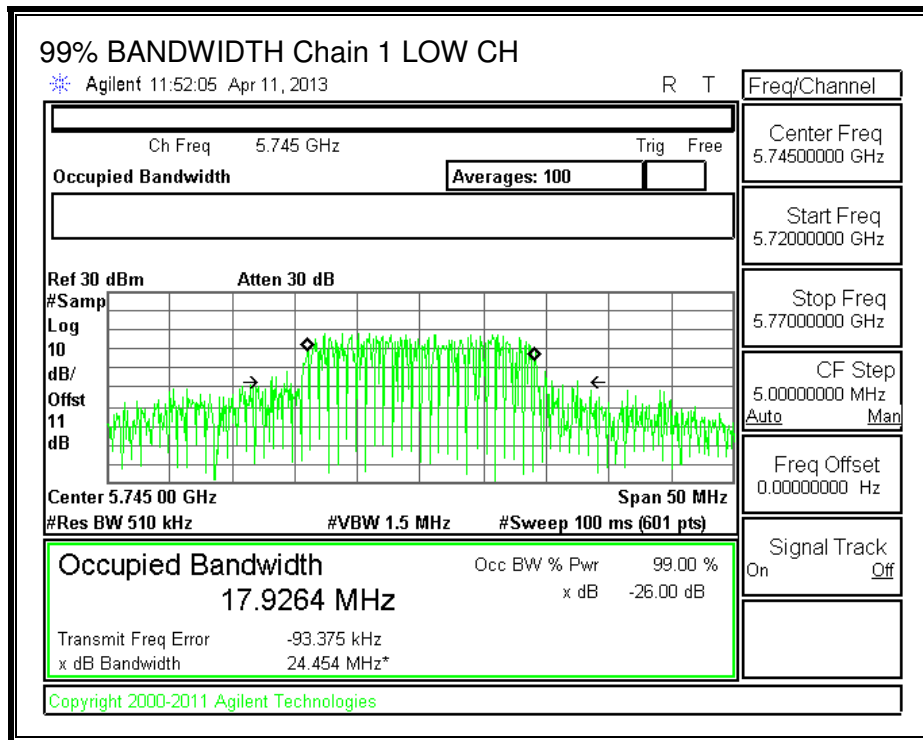 99% BANDWIDTH Chain 1 LOW CH
Agilent 11:52:05 Apr 11, 2013 R T
Freq/Channel
Ch Freq 5.745 GHz Trig Free
Occupied Bandwidth Averages: 100
Center Freq
5.74500000 GHz
Start Freq
5.72000000 GHz
Stop Freq
5.77000000 GHz
CF Step
5.00000000 MHz
Auto Man
Freq Offset
0.00000000 Hz
Signal Track
On Off
Ref 30 dBm Atten 30 dB
#Samp
Log
10
dB/
Offst
11
dB
Center 5.745 00 GHz Span 50 MHz
#Res BW 510 kHz #VBW 1.5 MHz #Sweep 100 ms (601 pts)
Occupied Bandwidth Occ BW % Pwr 99.00 %
17.9264 MHz x dB -26.00 dB
Transmit Freq Error -93.375 kHz
x dB Bandwidth 24.454 MHz*
Copyright 2000-2011 Agilent Technologies